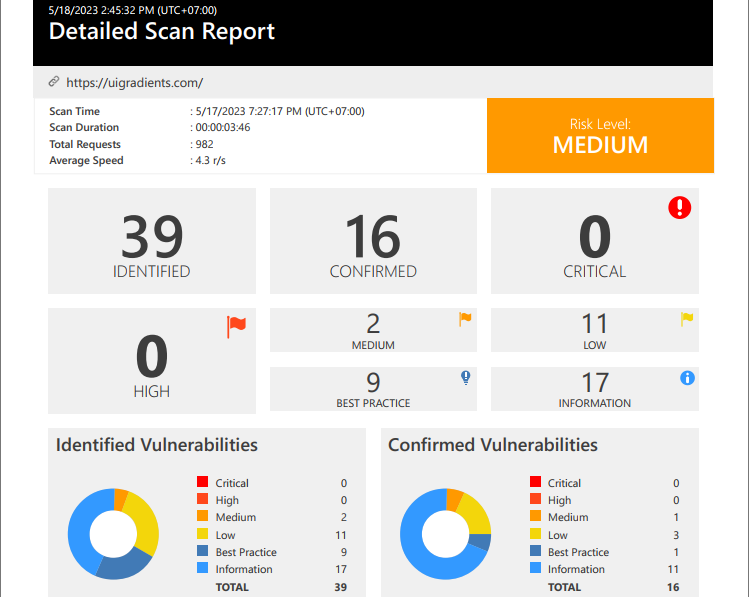 5/18/2023 2:45:32 PM (UTC+07:00)
Detailed Scan Report
https://uigradients.com/
Scan Time : 5/17/2023 7:27:17 PM (UTC+07:00)
Scan Duration : 00:00:03:46
Total Requests : 982
Average Speed : 4.3 r/s
Risk Level:
MEDIUM
39
IDENTIFIED
16
CONFIRMED
0
CRITICAL
0
HIGH
2
MEDIUM
11
LOW
9
BEST PRACTICE
17
INFORMATION
Identified Vulnerabilities
Critical 0
High 0
Medium 2
Low 11
Best Practice 9
Information 17
TOTAL 39
Confirmed Vulnerabilities
Critical 0
High 0
Medium 1
Low 3
Best Practice 1
Information 11
TOTAL 16